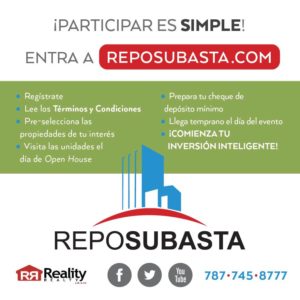 ¡PARTICIPAR ES SIMPLE!
ENTRA A REPOSUBASTA.COM
• Regístrate
• Lee los Términos y Condiciones
• Pre-selecciona las
propiedades de tu interés
• Visita las unidades el
día de Open House
• Prepara tu cheque de
depósito mínimo
• Llega temprano el día del evento
• ¡COMIENZA TU
INVERSIÓN INTELIGENTE!
REPOSUBASTA
RR Reality
REALTY
f
You
Tube
787•745•8777